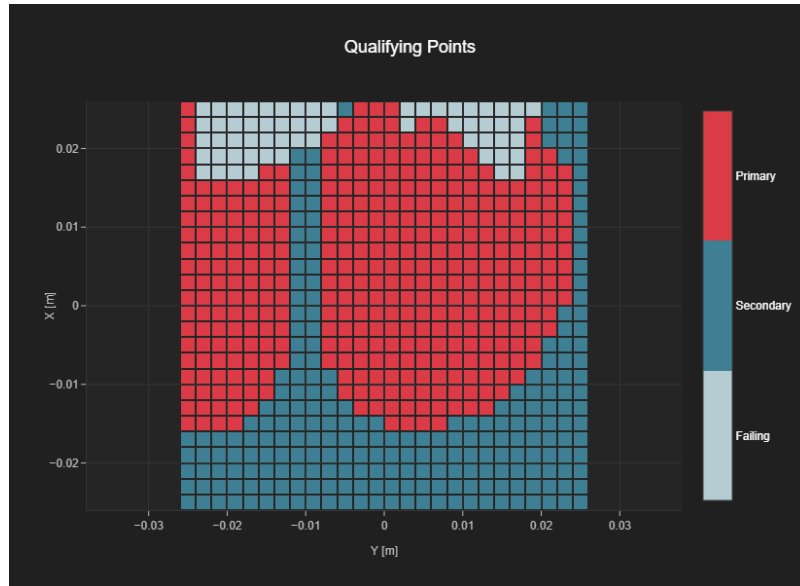 Qualifying Points
Primary
Secondary
Failing
0.02
0.01
0
−0.01
−0.02
X [m]
−0.03
−0.02
−0.01
0
0.01
0.02
0.03
Y [m]